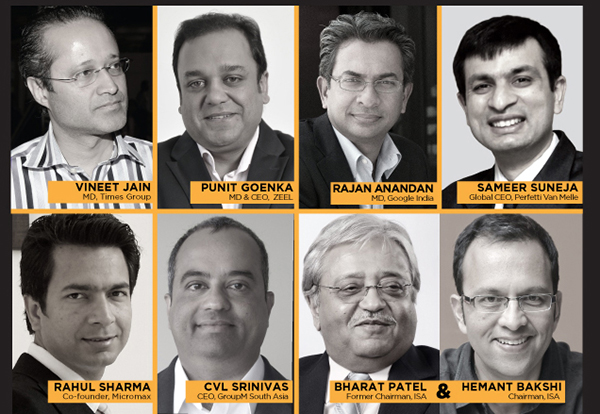 VINEET JAIN
MD, Times Group
PUNIT GOENKA
MD & CEO, ZEEL
RAJAN ANANDAN
MD, Google India
SAMEER SUNEJA
Global CEO, Perfetti Van Melle
RAHUL SHARMA
Co-founder, Micromax
CVL SRINIVAS
CEO, GroupM South Asia
BHARAT PATEL
Former Chairman, ISA
&
HEMANT BAKSHI
Chairman, ISA